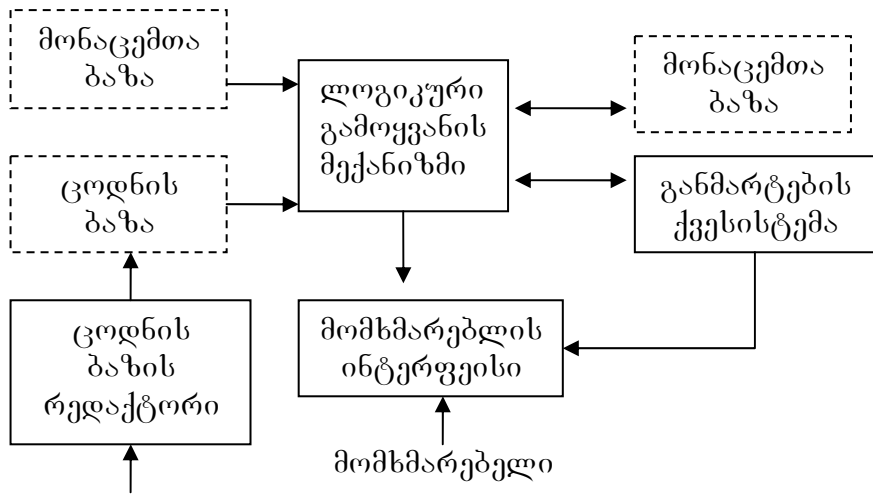 მონაცემთა
ბაზა
ლოგიკური
გამოყვანის
მექანიზმი
მონაცემთა
ბაზა
ცოდნის
ბაზა
განმარტების
ქვესისტემა
ცოდნის
ბაზის
რედაქტორი
მომხმარებლის
ინტერფეისი
მომხმარებელი